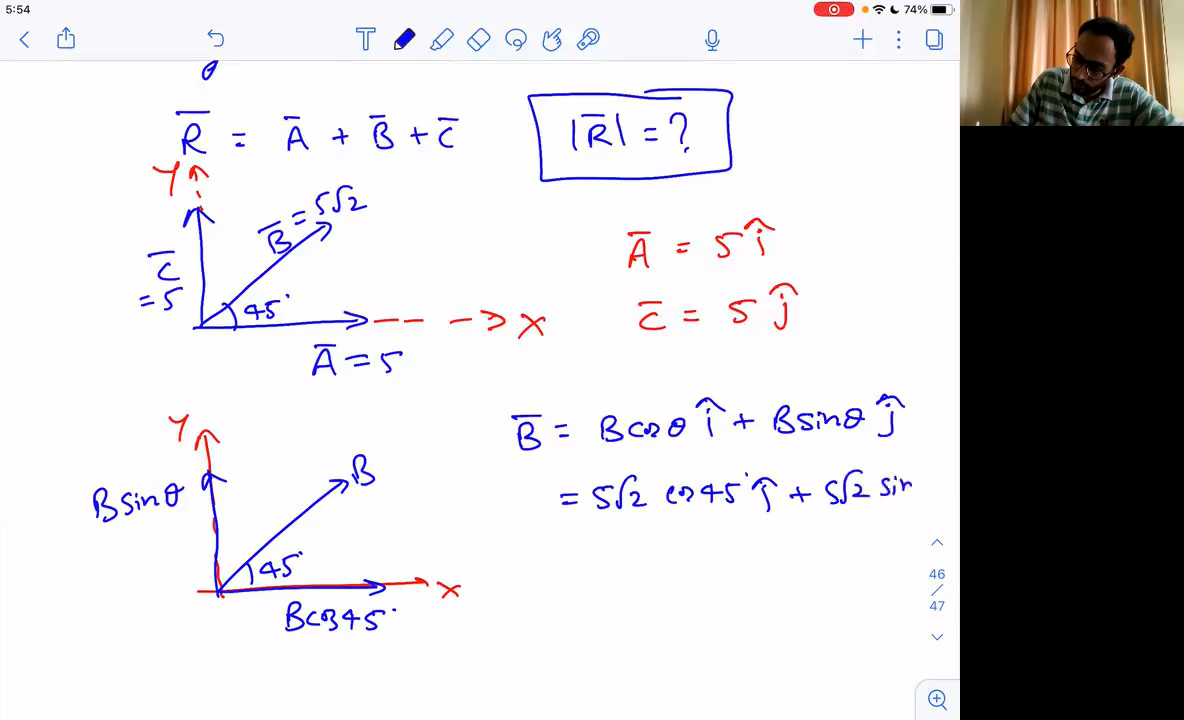 5:54
74%
T
θ
R̅ = A̅ + B̅ + C̅
|R̅| = ?
Y
B̅ = 5√2
C̅ = 5
45°
X
A̅ = 5
A̅ = 5 î
C̅ = 5 ĵ
Y
B sinθ
B
45°
X
B cos 45°
B̅ = B cosθ î + B sinθ ĵ
= 5√2 cos 45° î + 5√2 sin
46
/
47